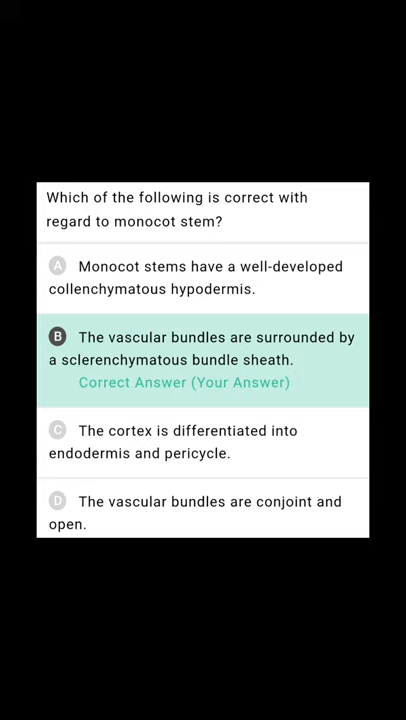 Which of the following is correct with
regard to monocot stem?
A Monocot stems have a well-developed
collenchymatous hypodermis.
B The vascular bundles are surrounded by
a sclerenchymatous bundle sheath.
Correct Answer (Your Answer)
C The cortex is differentiated into
endodermis and pericycle.
D The vascular bundles are conjoint and
open.